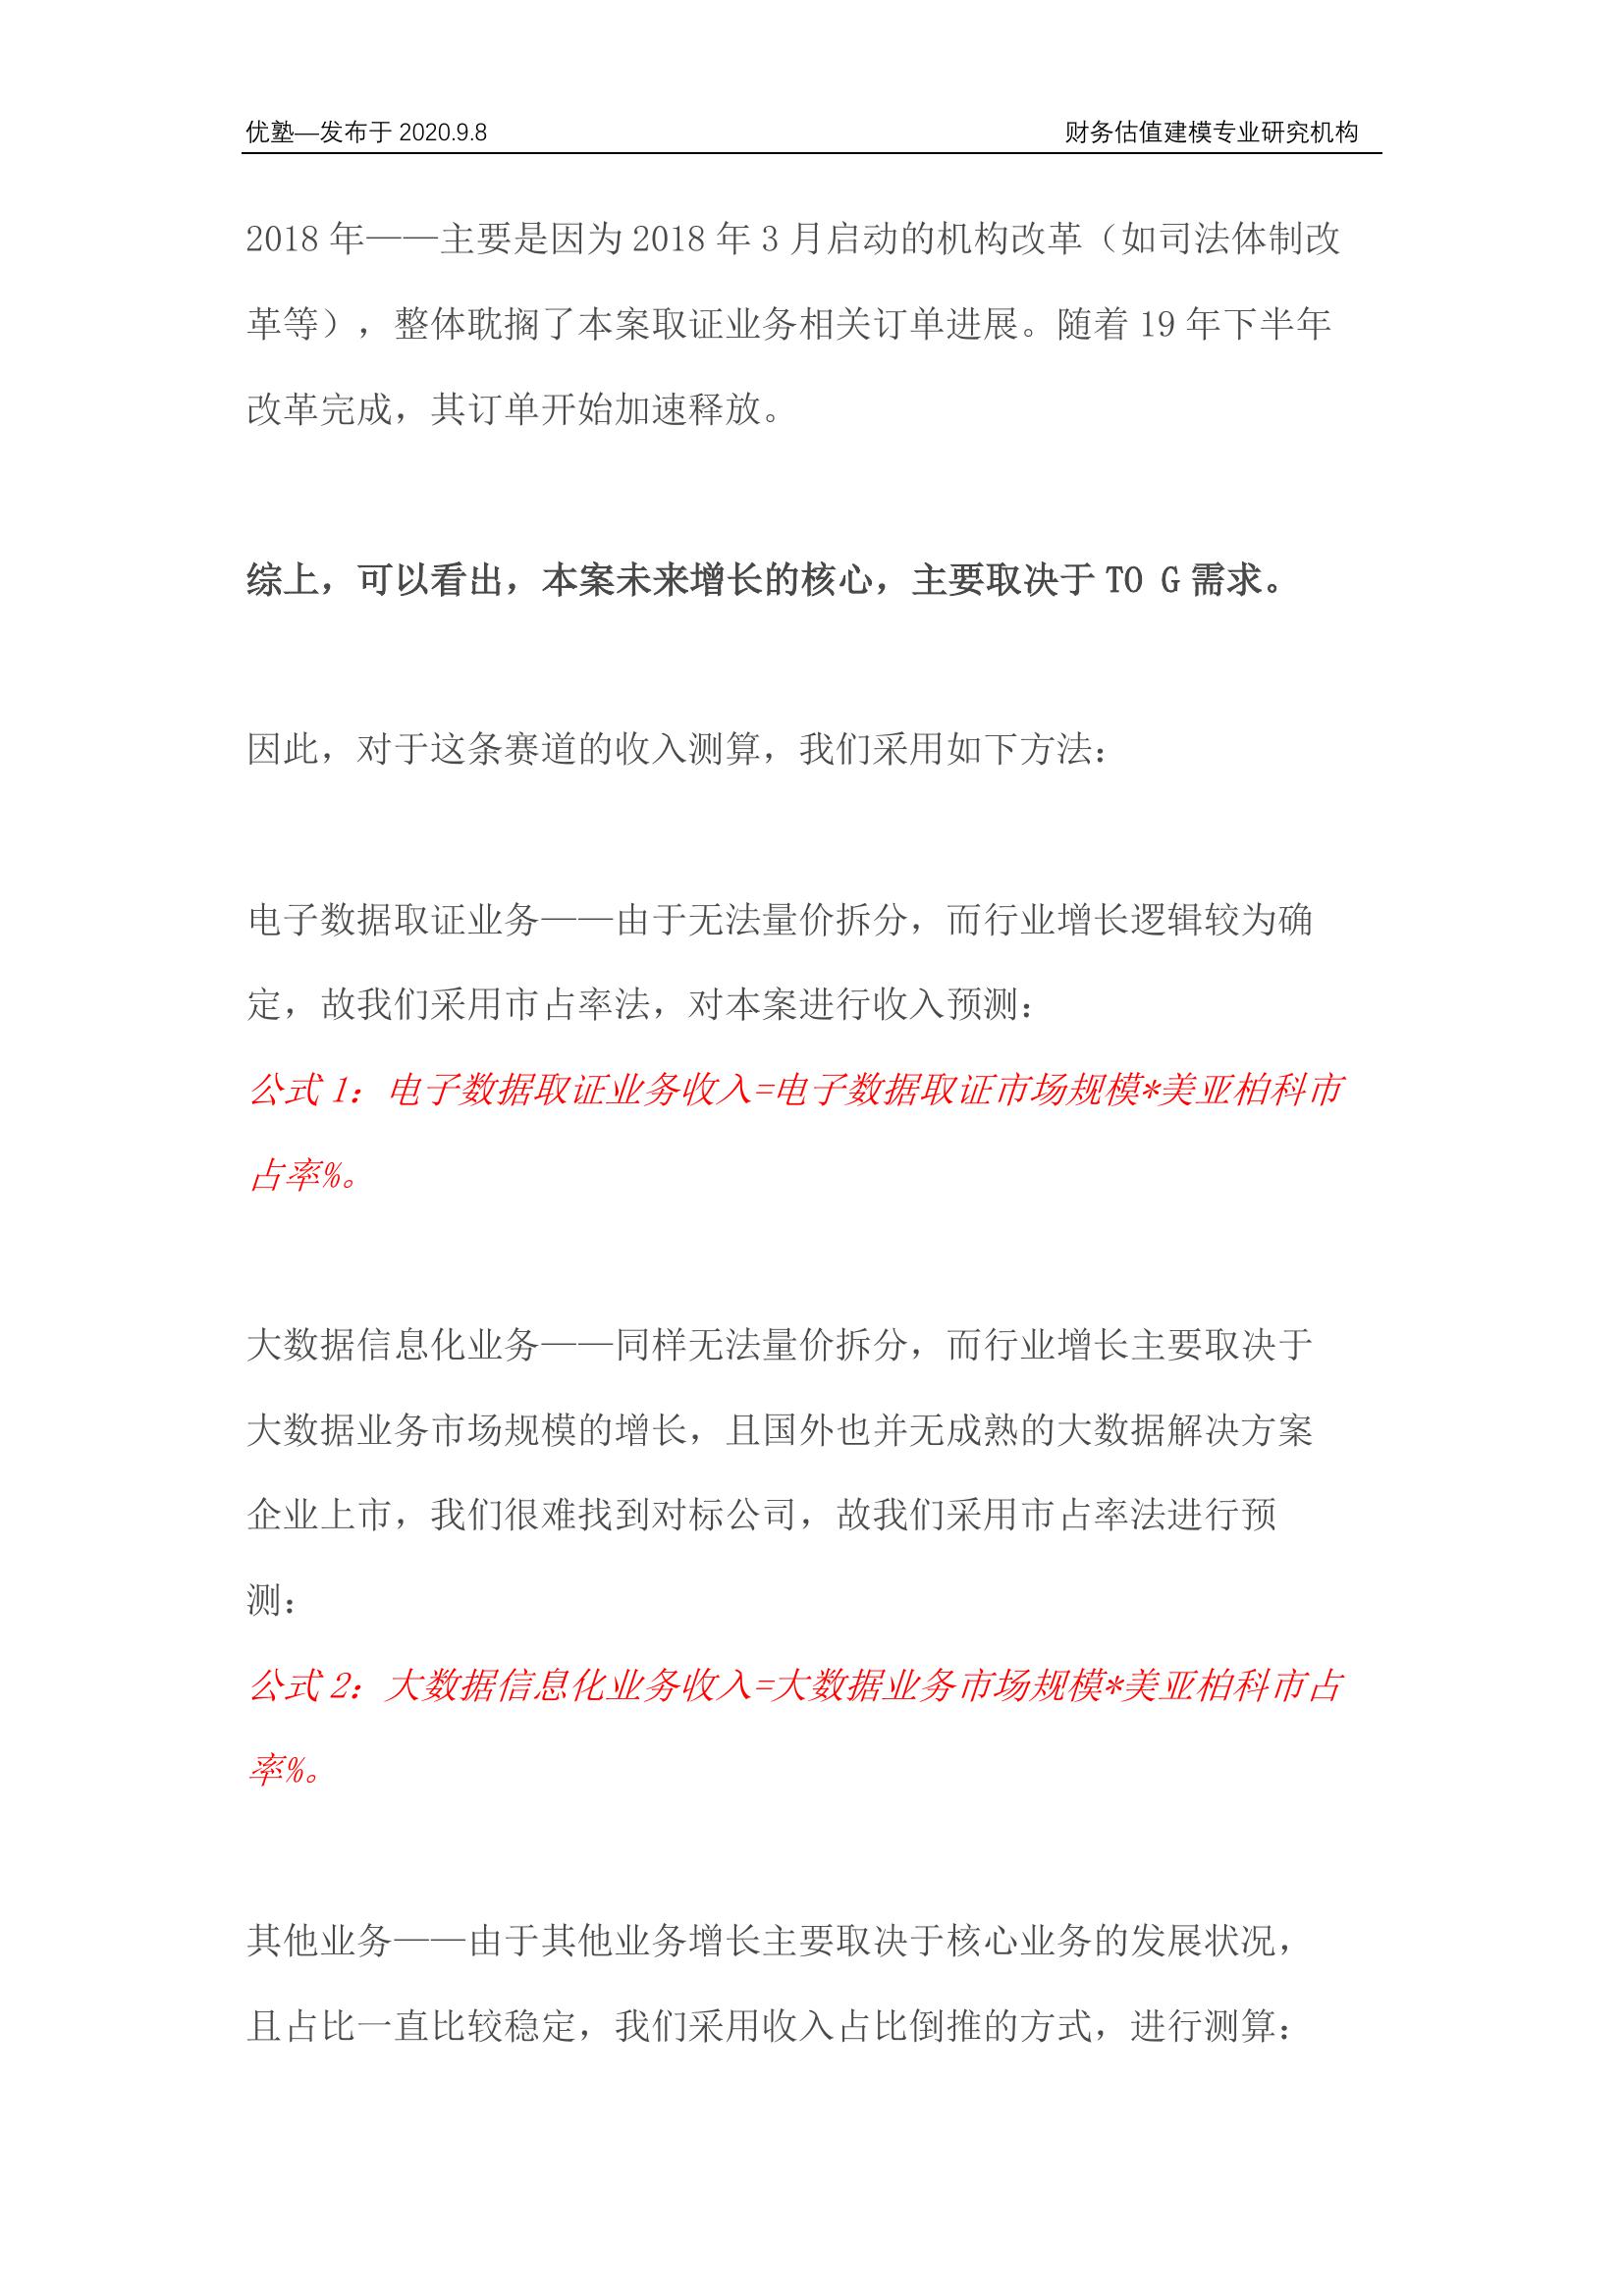 优塾—发布于 2020.9.8 财务估值建模专业研究机构
2018 年——主要是因为 2018 年 3 月启动的机构改革（如司法体制改
革等），整体耽搁了本案取证业务相关订单进展。随着 19 年下半年
改革完成，其订单开始加速释放。
综上，可以看出，本案未来增长的核心，主要取决于 TO G 需求。
因此，对于这条赛道的收入测算，我们采用如下方法：
电子数据取证业务——由于无法量价拆分，而行业增长逻辑较为确
定，故我们采用市占率法，对本案进行收入预测：
公式 1：电子数据取证业务收入=电子数据取证市场规模*美亚柏科市
占率%。
大数据信息化业务——同样无法量价拆分，而行业增长主要取决于
大数据业务市场规模的增长，且国外也并无成熟的大数据解决方案
企业上市，我们很难找到对标公司，故我们采用市占率法进行预
测：
公式 2：大数据信息化业务收入=大数据业务市场规模*美亚柏科市占
率%。
其他业务——由于其他业务增长主要取决于核心业务的发展状况，
且占比一直比较稳定，我们采用收入占比倒推的方式，进行测算：